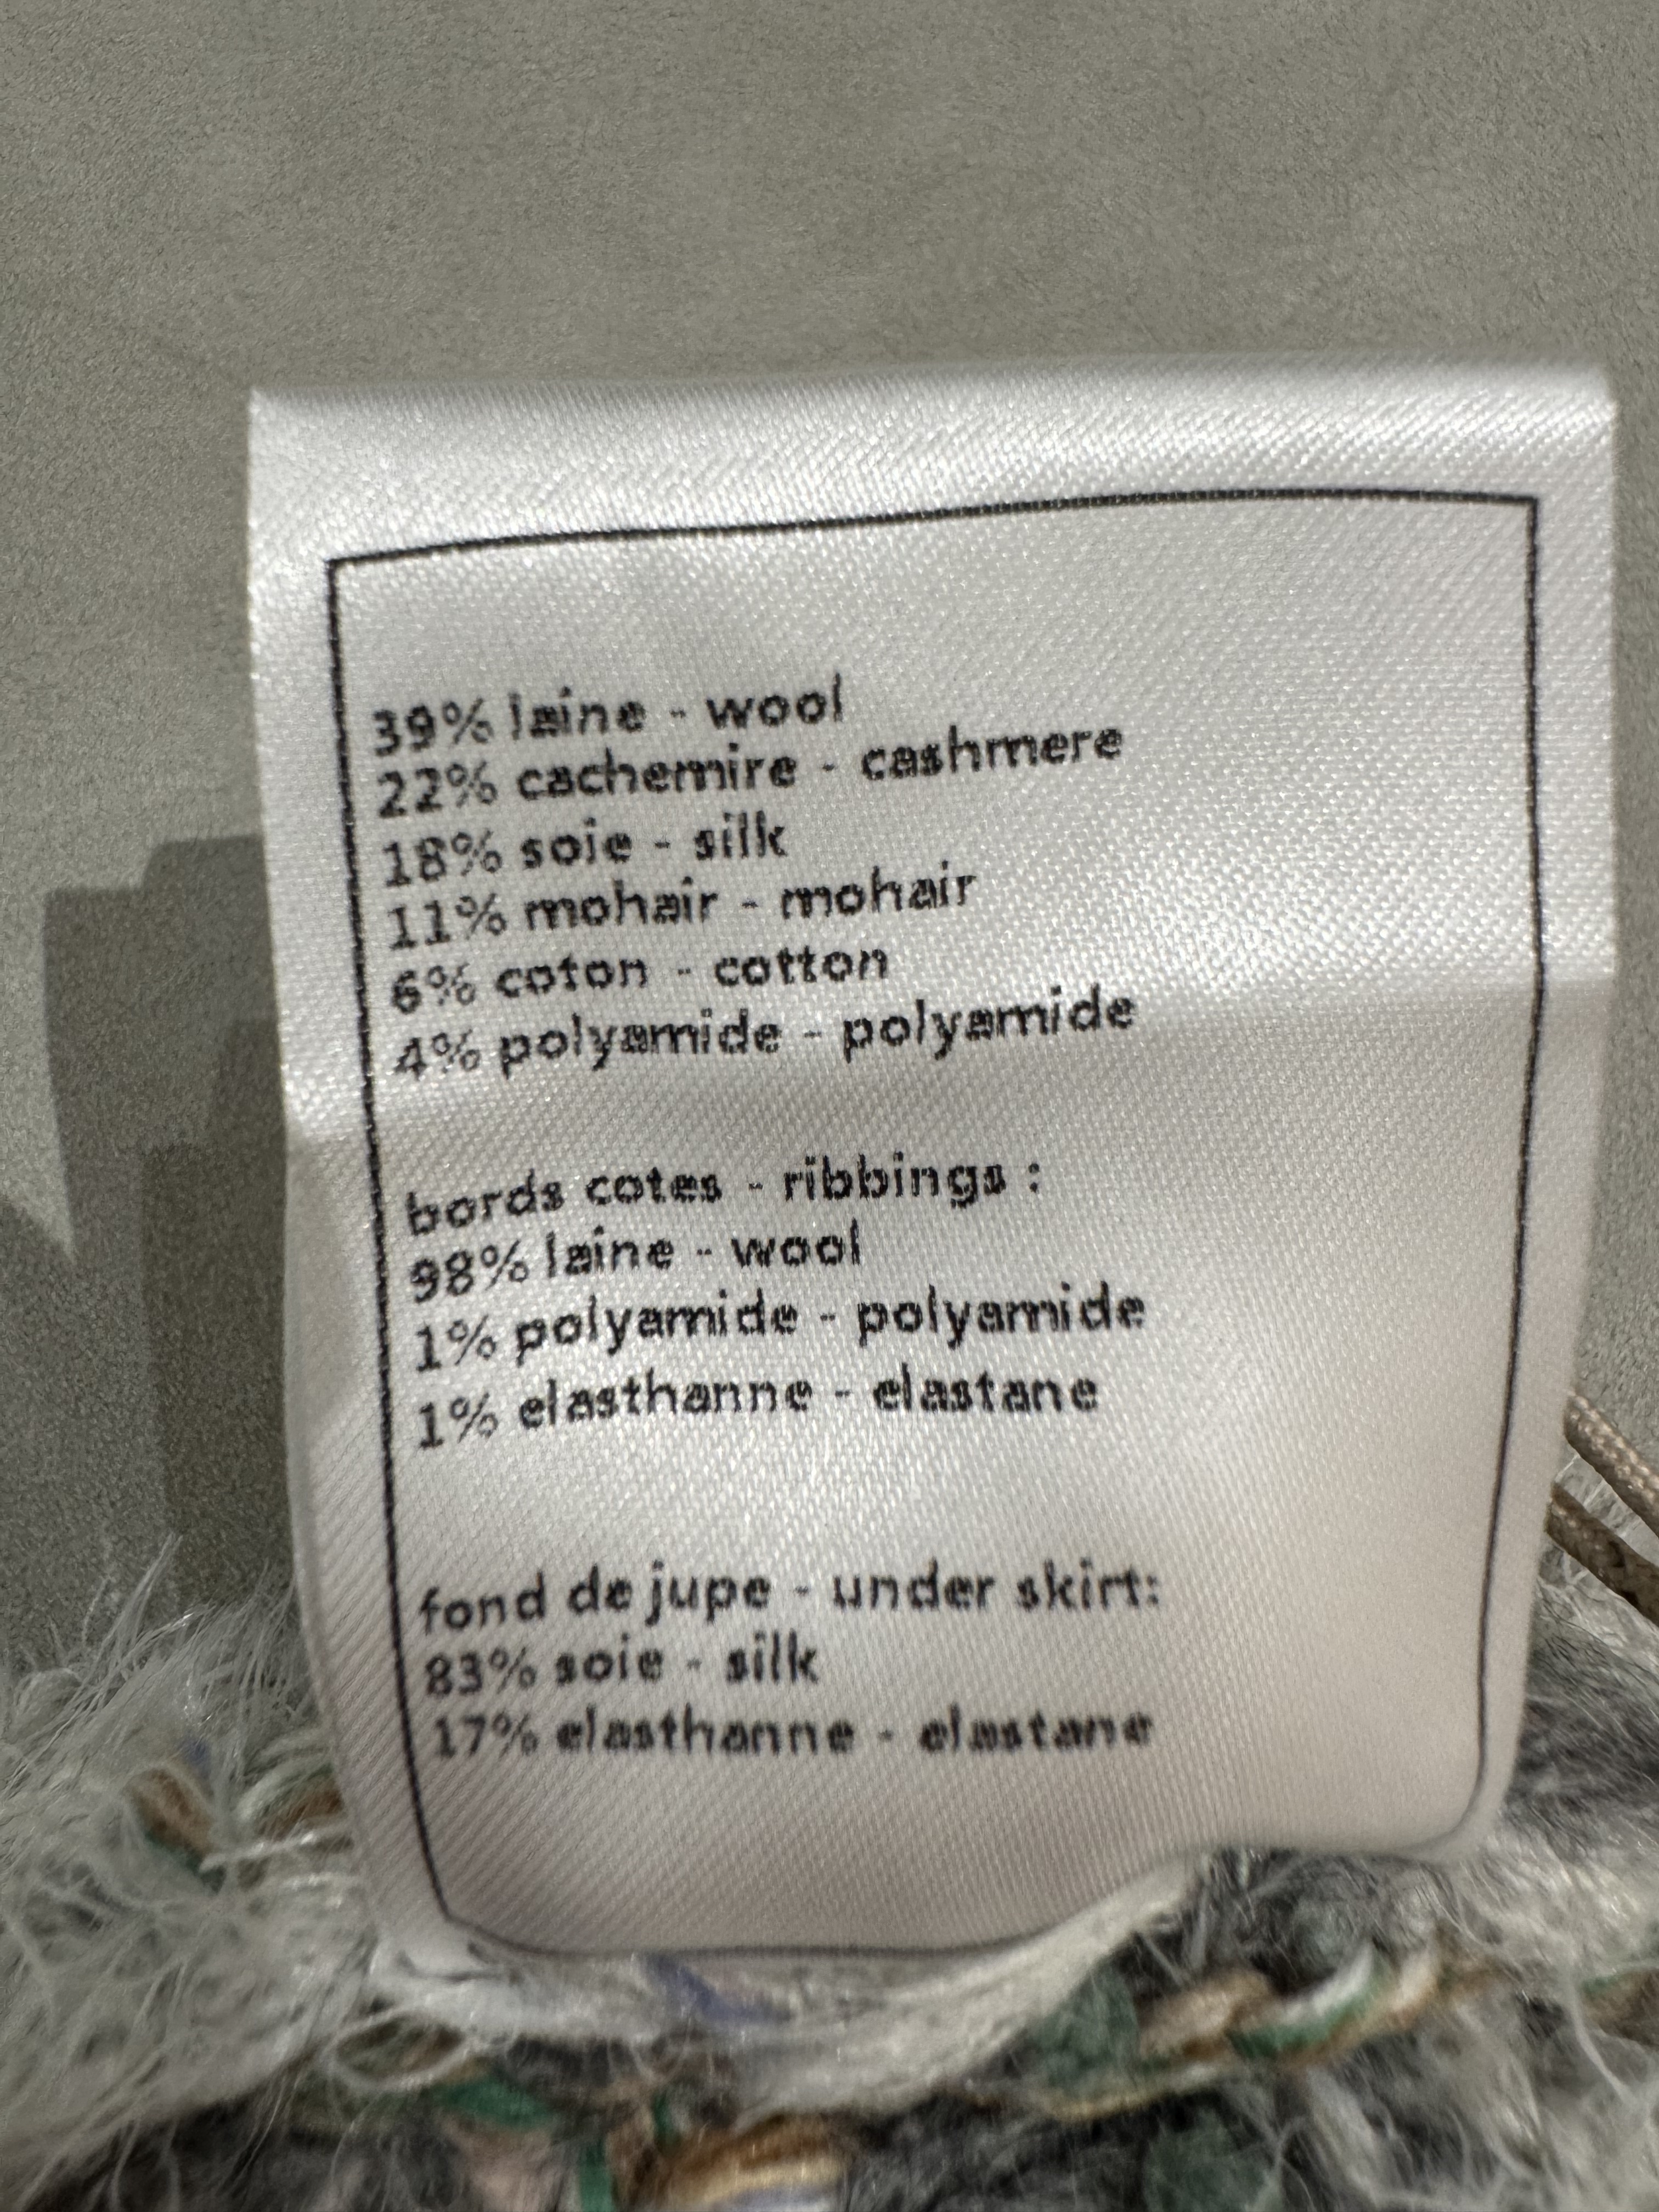 39% laine - wool
22% cachemire - cashmere
18% soie - silk
11% mohair - mohair
6% coton - cotton
4% polyamide - polyamide
bords cotes - ribbings :
98% laine - wool
1% polyamide - polyamide
1% elasthanne - elastane
fond de jupe - under skirt:
83% soie - silk
17% elasthanne - elastane